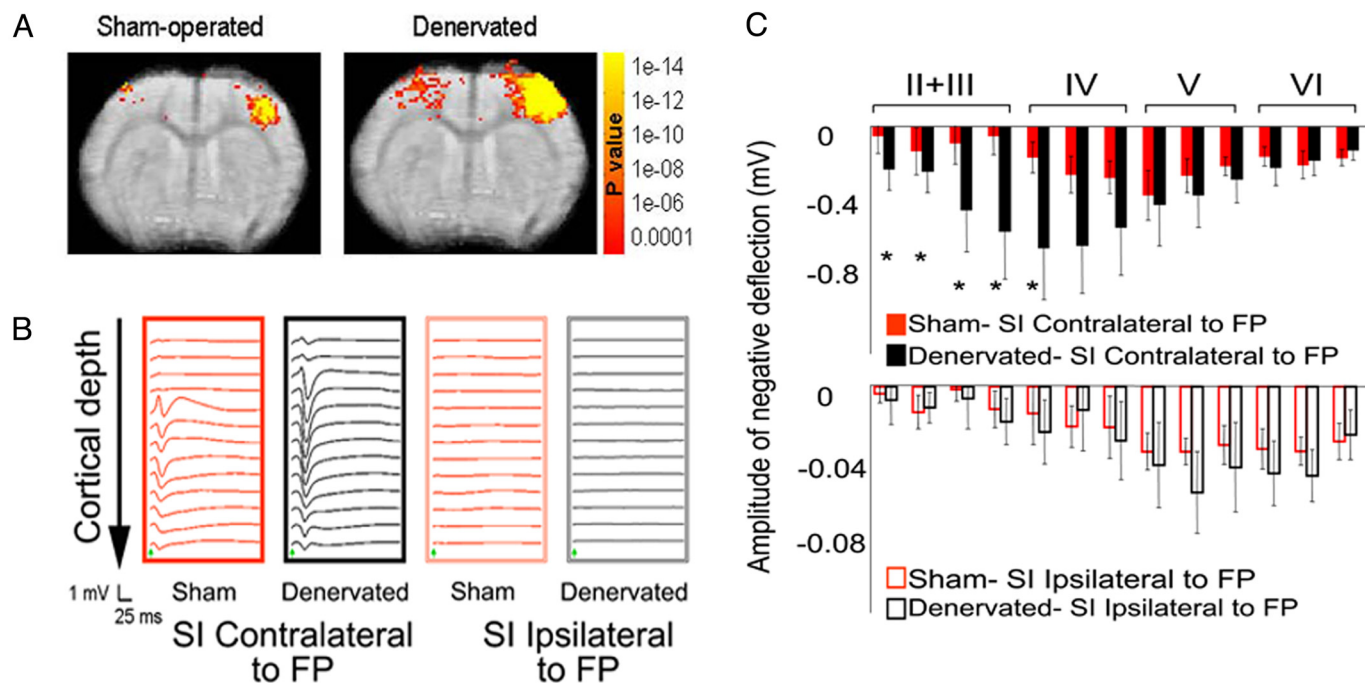 A
Sham-operated
Denervated
P value
1e-14
1e-12
1e-10
1e-08
1e-06
0.0001
B
Cortical depth
1 mV
25 ms
Sham
Denervated
Sham
Denervated
SI Contralateral
to FP
SI Ipsilateral
to FP
C
Amplitude of negative deflection (mV)
II+III
IV
V
VI
0
-0.4
-0.8
* * * * *
Sham- SI Contralateral to FP
Denervated- SI Contralateral to FP
0
-0.04
-0.08
Sham- SI Ipsilateral to FP
Denervated- SI Ipsilateral to FP